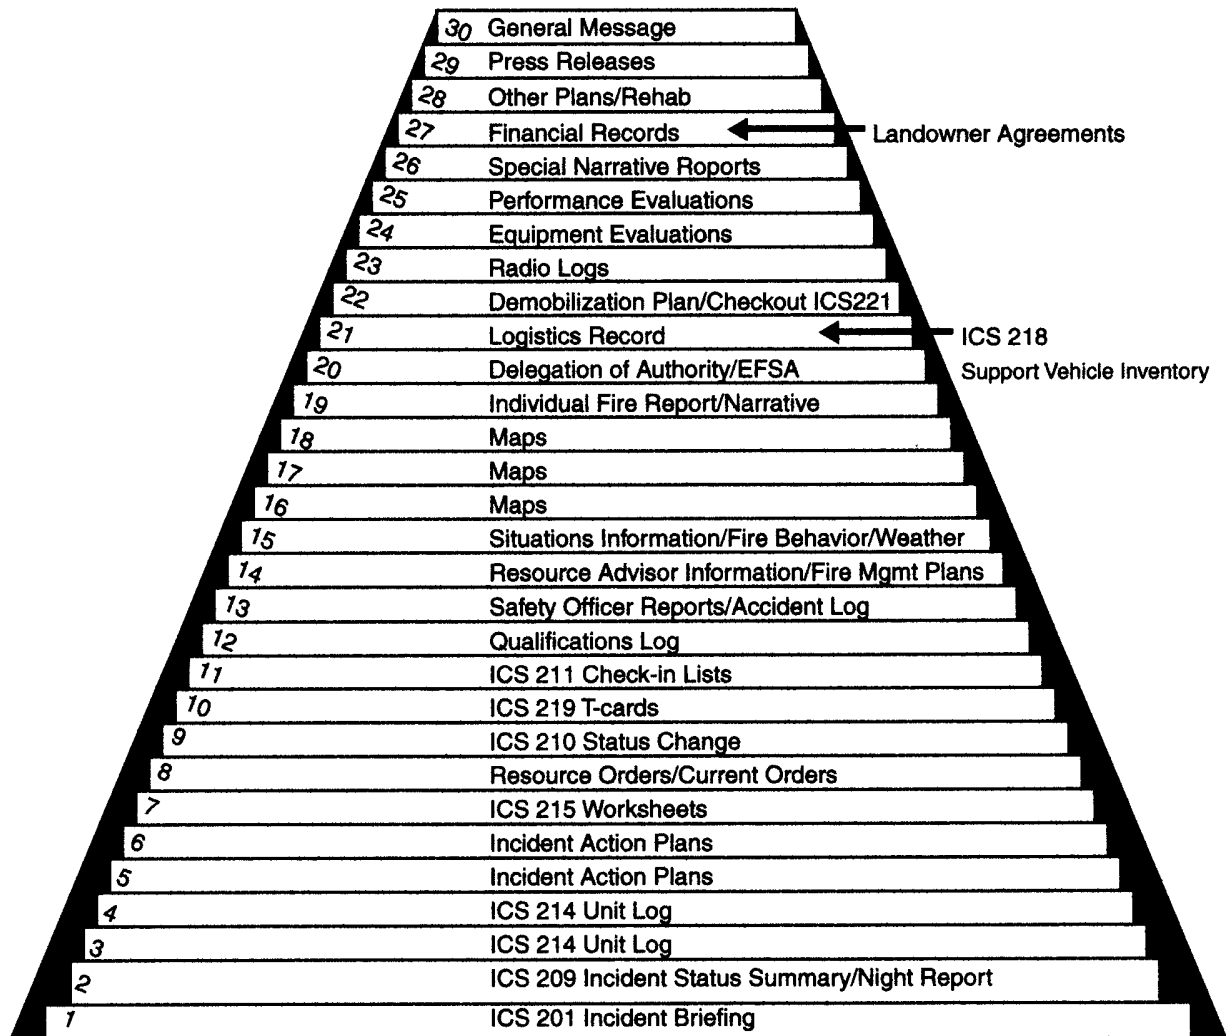 30 General Message
29 Press Releases
28 Other Plans/Rehab
27 Financial Records Landowner Agreements
26 Special Narrative Roports
25 Performance Evaluations
24 Equipment Evaluations
23 Radio Logs
22 Demobilization Plan/Checkout ICS221
21 Logistics Record ICS 218
20 Delegation of Authority/EFSA Support Vehicle Inventory
19 Individual Fire Report/Narrative
18 Maps
17 Maps
16 Maps
15 Situations Information/Fire Behavior/Weather
14 Resource Advisor Information/Fire Mgmt Plans
13 Safety Officer Reports/Accident Log
12 Qualifications Log
11 ICS 211 Check-in Lists
10 ICS 219 T-cards
9 ICS 210 Status Change
8 Resource Orders/Current Orders
7 ICS 215 Worksheets
6 Incident Action Plans
5 Incident Action Plans
4 ICS 214 Unit Log
3 ICS 214 Unit Log
2 ICS 209 Incident Status Summary/Night Report
1 ICS 201 Incident Briefing